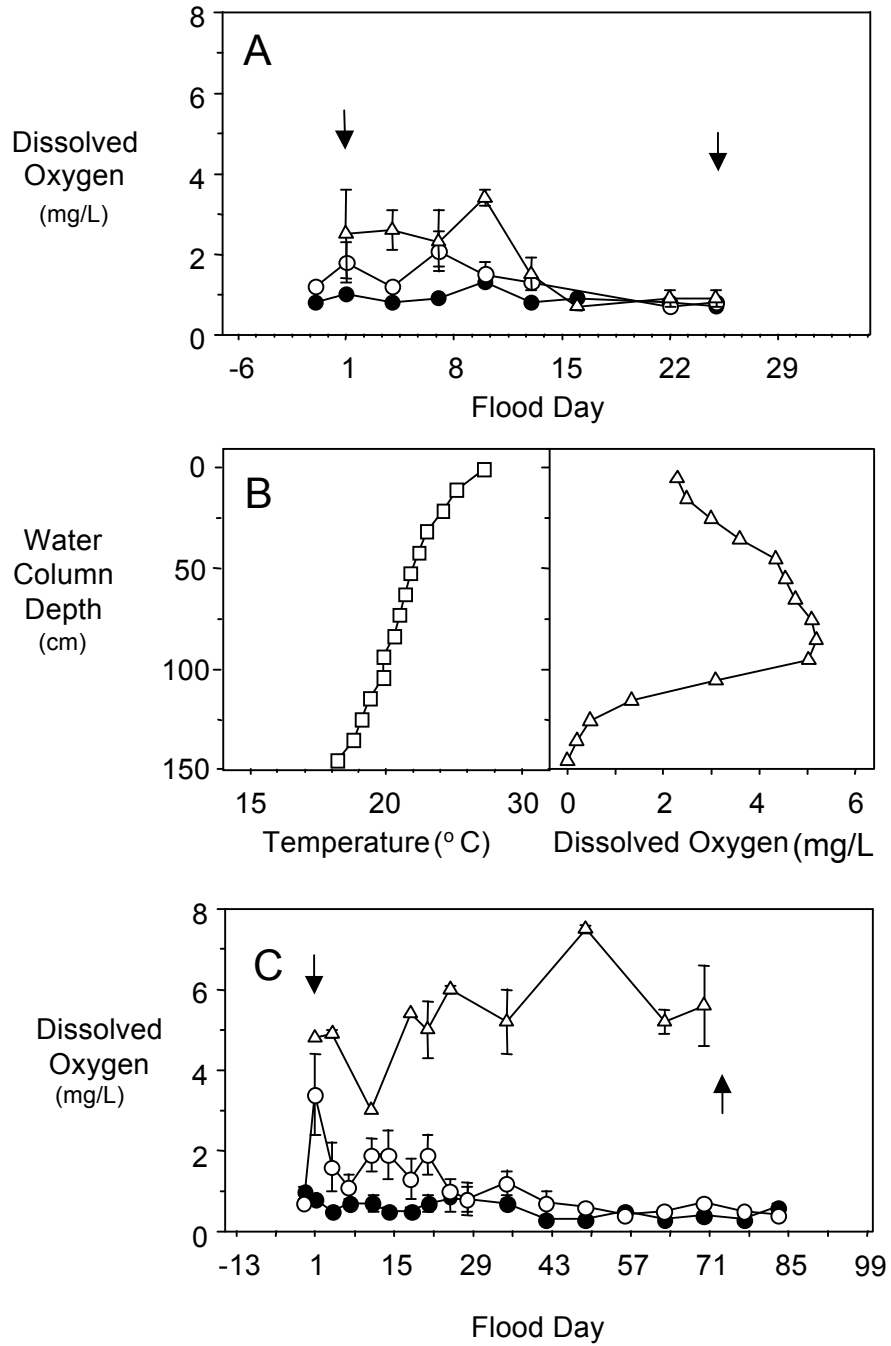 8
A
6
Dissolved
Oxygen
(mg/L)
4
2
0
-6 1 8 15 22 29
Flood Day
0
B
Water
Column
Depth
(cm)
50
100
150
15 20 30 0 2 4 6
Temperature (° C) Dissolved Oxygen (mg/L
8
C
6
Dissolved
Oxygen
(mg/L)
4
2
0
-13 1 15 29 43 57 71 85 99
Flood Day